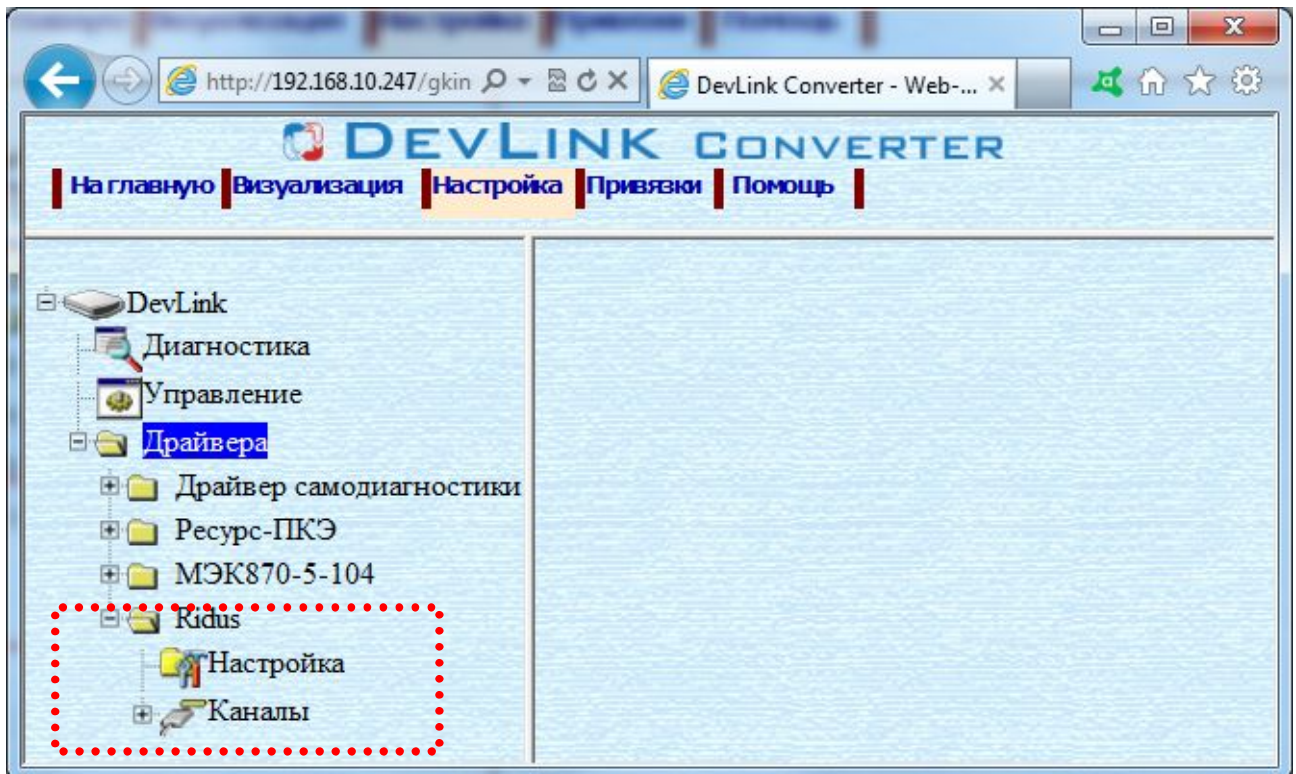 http://192.168.10.247/gkin
DevLink Converter - Web-...
DEVLINK CONVERTER
На главную Визуализация Настройка Привязки Помощь
DevLink
Диагностика
Управление
Драйвера
Драйвер самодиагностики
Ресурс-ПКЭ
МЭК870-5-104
Ridus
Настройка
Каналы